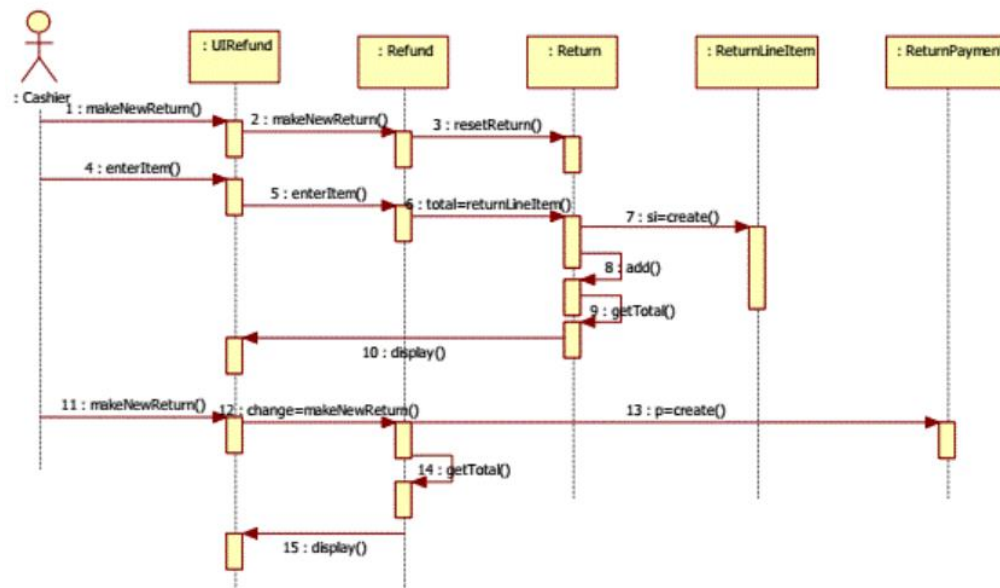 : UIRefund
: Refund
: Return
: ReturnLineItem
: ReturnPayment
: Cashier
1 : makeNewReturn()
2 : makeNewReturn()
3 : resetReturn()
4 : enterItem()
5 : enterItem()
6 : total=returnLineItem()
7 : si=create()
8 : add()
9 : getTotal()
10 : display()
11 : makeNewReturn()
12 : change=makeNewReturn()
13 : p=create()
14 : getTotal()
15 : display()